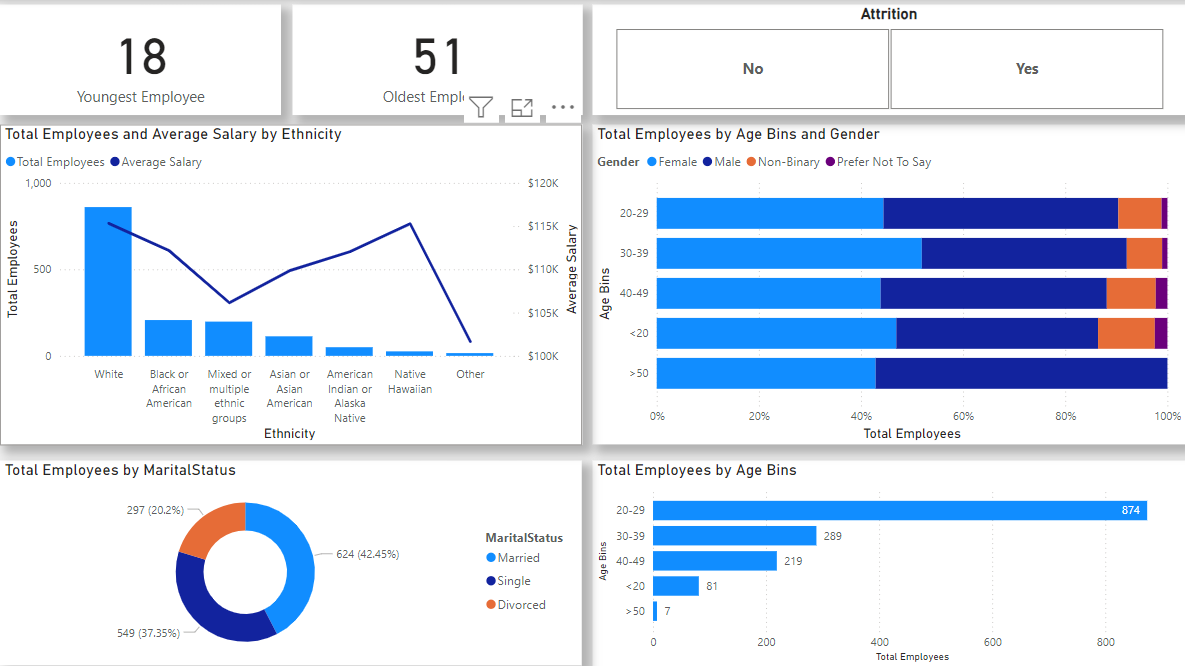 18
Youngest Employee
51
Oldest Empl
Attrition
No
Yes
Total Employees and Average Salary by Ethnicity
Total Employees Average Salary
Total Employees
1,000
500
0
$120K
$115K
$110K
$105K
$100K
Average Salary
White
Black or
African
American
Mixed or
multiple
ethnic
groups
Asian or
Asian
American
American
Indian or
Alaska
Native
Native
Hawaiian
Other
Ethnicity
Total Employees by Age Bins and Gender
Gender Female Male Non-Binary Prefer Not To Say
Age Bins
20-29
30-39
40-49
<20
>50
0% 20% 40% 60% 80% 100%
Total Employees
Total Employees by MaritalStatus
297 (20.2%)
624 (42.45%)
549 (37.35%)
MaritalStatus
Married
Single
Divorced
Total Employees by Age Bins
Age Bins
20-29 874
30-39 289
40-49 219
<20 81
>50 7
0 200 400 600 800
Total Employees